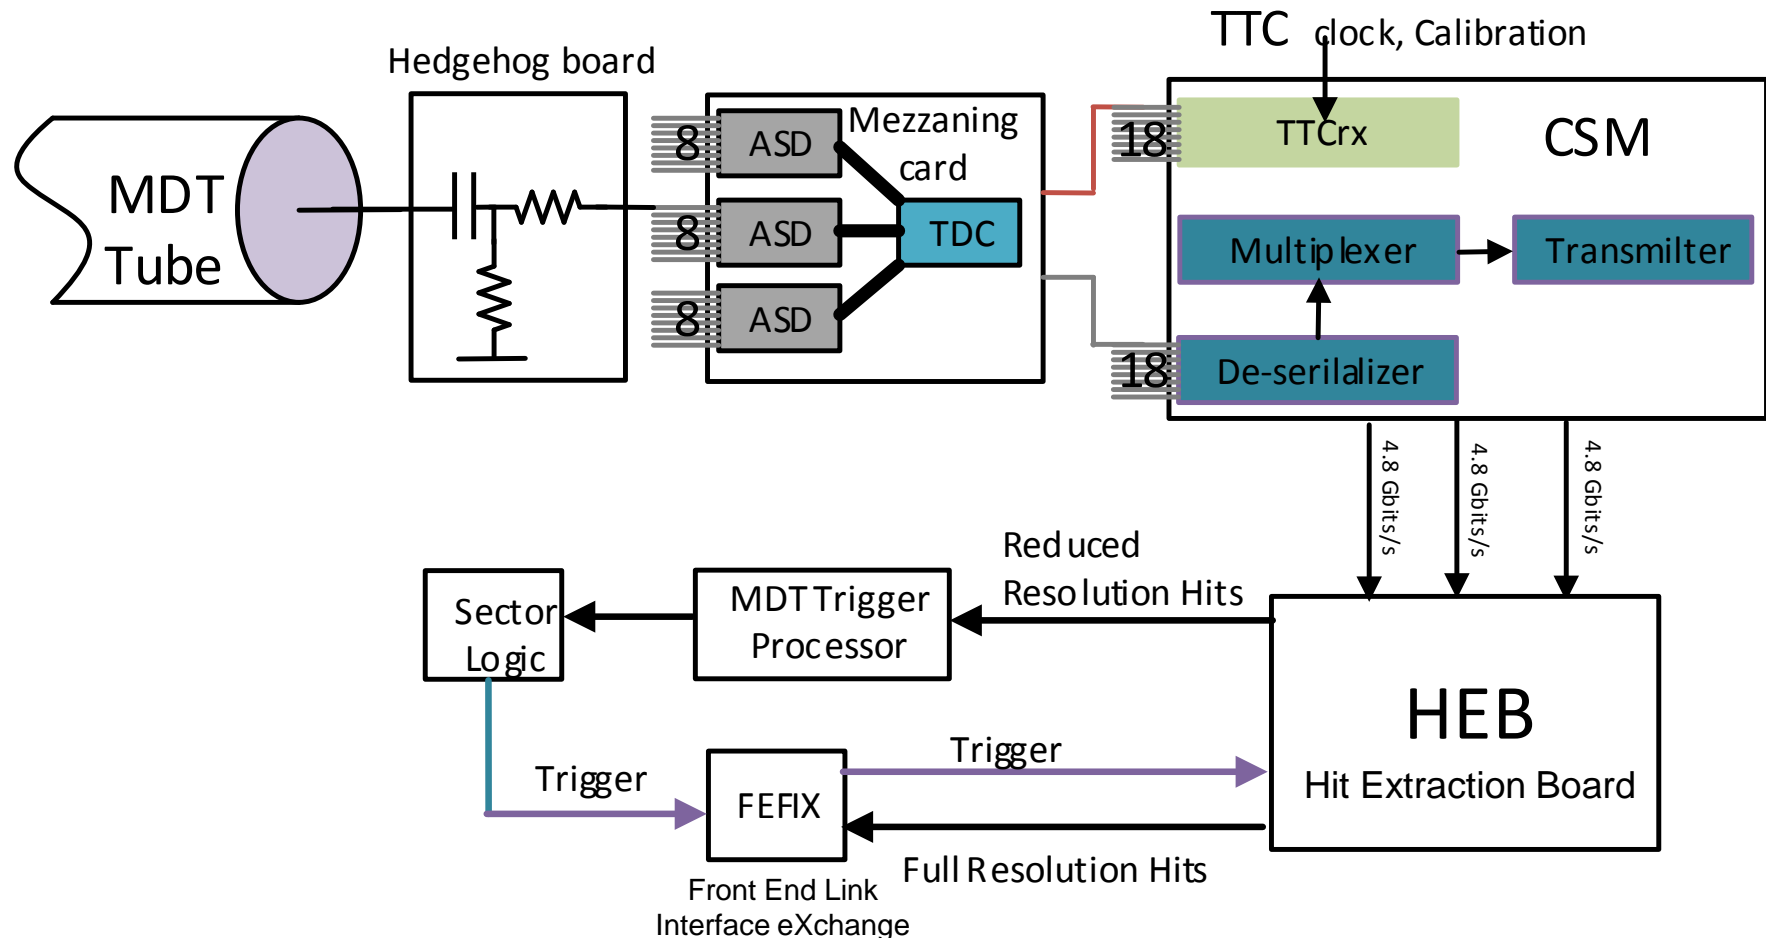 TTC clock, Calibration
Hedgehog board
MDT
Tube
8
ASD
8
ASD
8
ASD
Mezzaning
card
TDC
18
TTCrx
CSM
Multiplexer
Transmilter
18
De-serilalizer
4.8 Gbits/s
4.8 Gbits/s
4.8 Gbits/s
Reduced
Resolution Hits
MDT Trigger
Processor
Sector
Logic
HEB
Hit Extraction Board
Trigger
Trigger
FEFIX
Full Resolution Hits
Front End Link
Interface eXchange